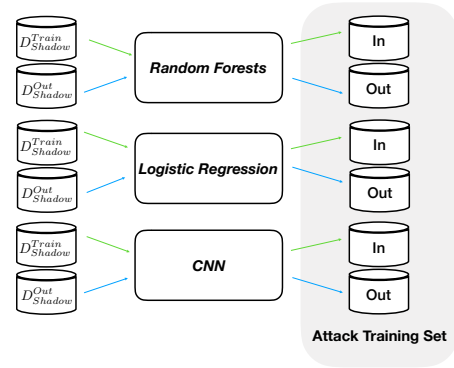 D^{Train}_{Shadow}
In
Random Forests
D^{Out}_{Shadow}
Out
D^{Train}_{Shadow}
In
Logistic Regression
D^{Out}_{Shadow}
Out
D^{Train}_{Shadow}
In
CNN
D^{Out}_{Shadow}
Out
Attack Training Set